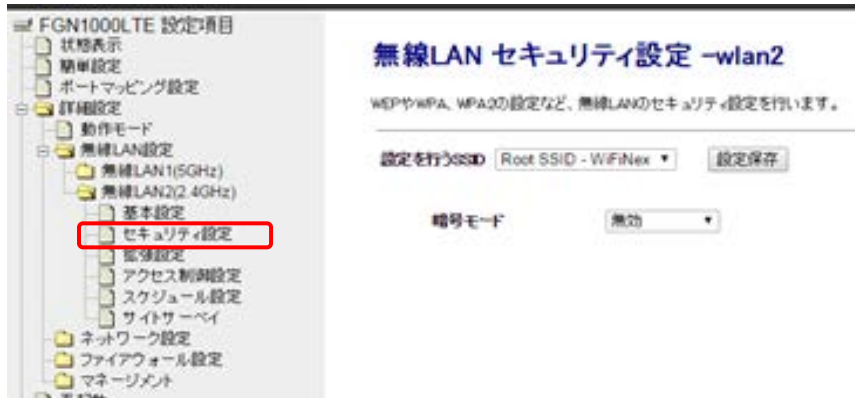 FGN1000LTE 設定項目
状態表示
簡単設定
ポートマッピング設定
詳細設定
動作モード
無線LAN設定
無線LAN1(5GHz)
無線LAN2(2.4GHz)
基本設定
セキュリティ設定
拡張設定
アクセス制御設定
スケジュール設定
サイトサーベイ
ネットワーク設定
ファイアウォール設定
マネージメント
無線LAN セキュリティ設定 -wlan2
WEPやWPA、WPA2の設定など、無線LANのセキュリティ設定を行います。
設定を行うSSID Root SSID - WiFiNex 設定保存
暗号モード 無効